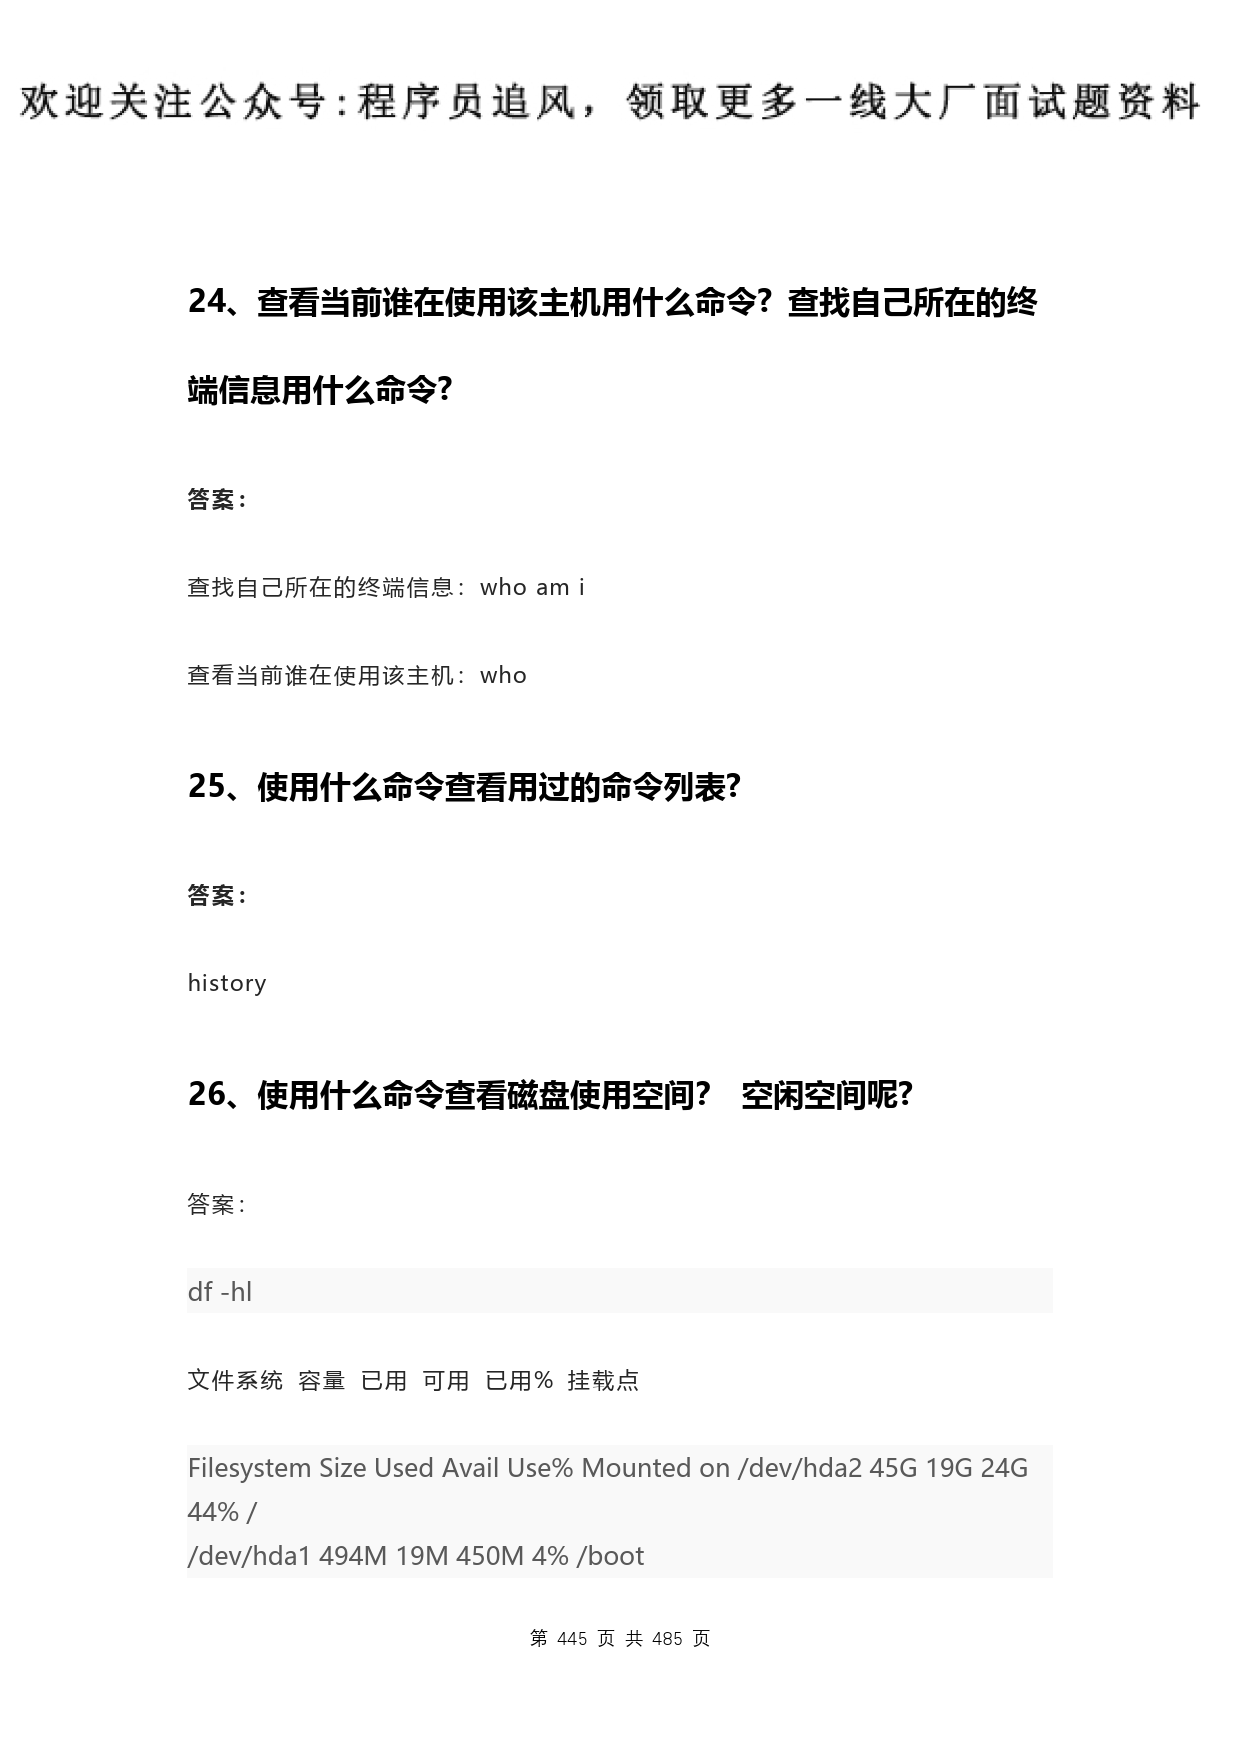 欢迎关注公众号:程序员追风，领取更多一线大厂面试题资料
24、查看当前谁在使用该主机用什么命令? 查找自己所在的终
端信息用什么命令?
答案：
查找自己所在的终端信息：who am i
查看当前谁在使用该主机：who
25、使用什么命令查看用过的命令列表?
答案：
history
26、使用什么命令查看磁盘使用空间? 空闲空间呢?
答案：
df -hl
文件系统 容量 已用 可用 已用% 挂载点
Filesystem Size Used Avail Use% Mounted on /dev/hda2 45G 19G 24G
44% /
/dev/hda1 494M 19M 450M 4% /boot
第 445 页 共 485 页